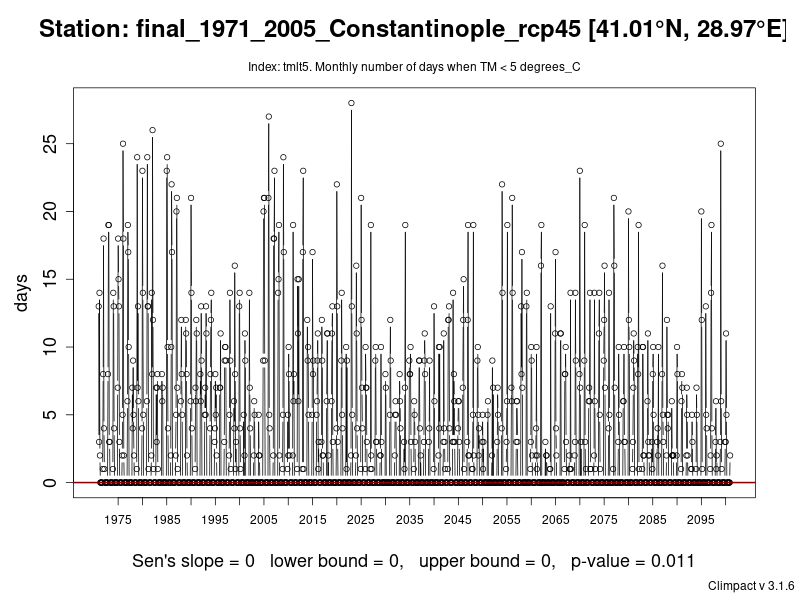 Station: final_1971_2005_Constantinople_rcp45 [41.01°N, 28.97°E]
Index: tmlt5. Monthly number of days when TM < 5 degrees_C
days
25
20
15
10
5
0
1975 1985 1995 2005 2015 2025 2035 2045 2055 2065 2075 2085 2095
Sen's slope = 0 lower bound = 0, upper bound = 0, p-value = 0.011
Climpact v 3.1.6